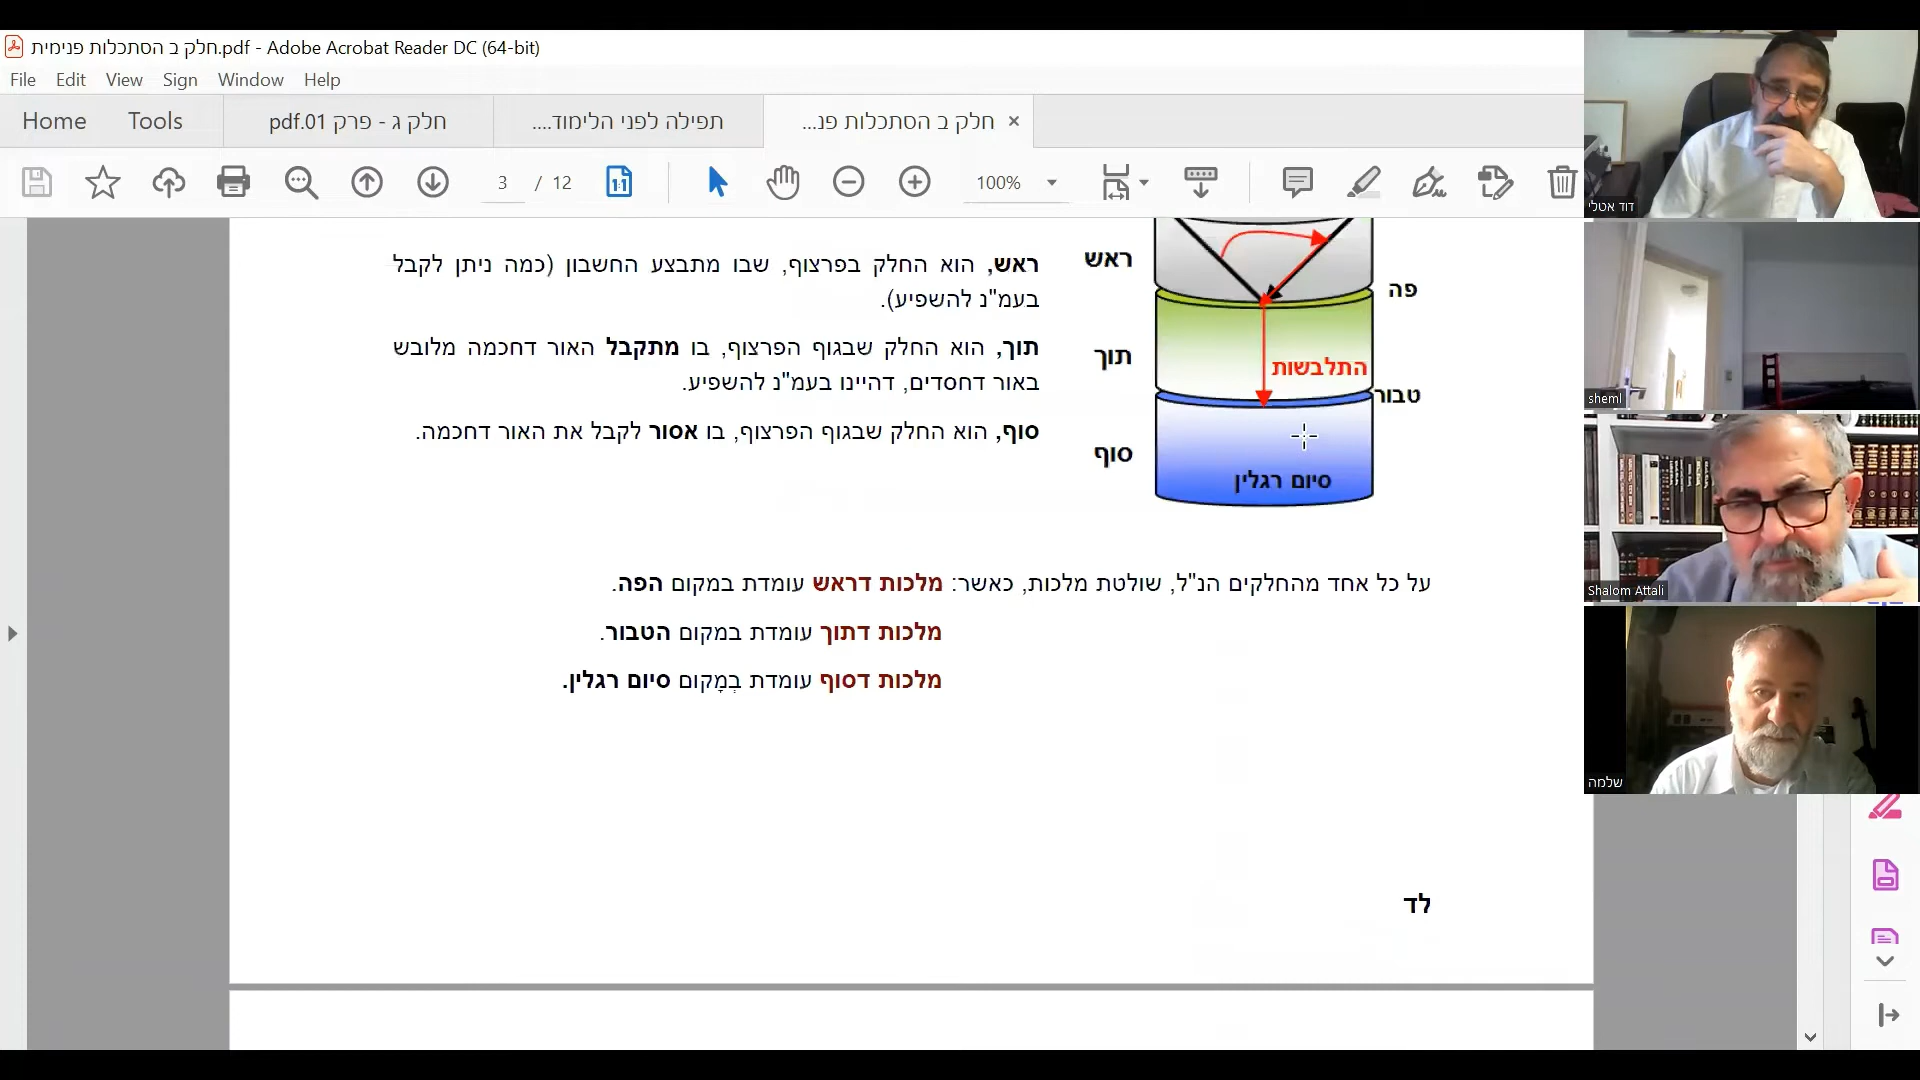 חלק ב הסתכלות פנימית.pdf - Adobe Acrobat Reader DC (64-bit)
File Edit View Sign Window Help
Home Tools חלק ג - פרק 01.pdf תפילה לפני הלימוד.... חלק ב הסתכלות פנ... ×
3 / 12 1:1 100%
דוד אטלי
sheml
Shalom Attali
שלמה
ראש
פה
תוך
התלבשות
טבור
סוף
סיום רגלין
ראש, הוא החלק בפרצוף, שבו מתבצע החשבון (כמה ניתן לקבל
בעמ"נ להשפיע).
תוך, הוא החלק שבגוף הפרצוף, בו מתקבל האור דחכמה מלובש
באור דחסדים, דהיינו בעמ"נ להשפיע.
סוף, הוא החלק שבגוף הפרצוף, בו אסור לקבל את האור דחכמה.
על כל אחד מהחלקים הנ"ל, שולטת מלכות, כאשר: מלכות דראש עומדת במקום הפה.
מלכות דתוך עומדת במקום הטבור.
מלכות דסוף עומדת בְמָקום סיום רגלין.
לד